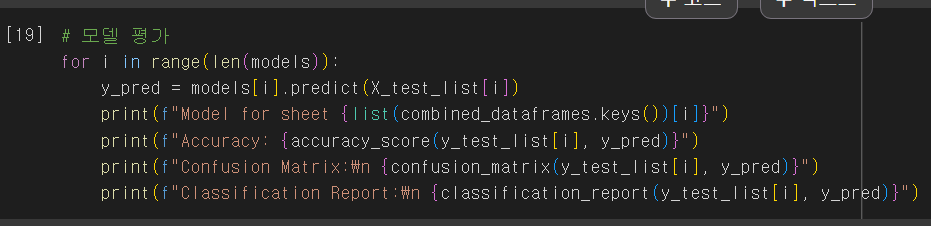 [19] # 모델 평가
for i in range(len(models)):
    y_pred = models[i].predict(X_test_list[i])
    print(f"Model for sheet {list(combined_dataframes.keys())[i]}")
    print(f"Accuracy: {accuracy_score(y_test_list[i], y_pred)}")
    print(f"Confusion Matrix:₩n {confusion_matrix(y_test_list[i], y_pred)}")
    print(f"Classification Report:₩n {classification_report(y_test_list[i], y_pred)}")